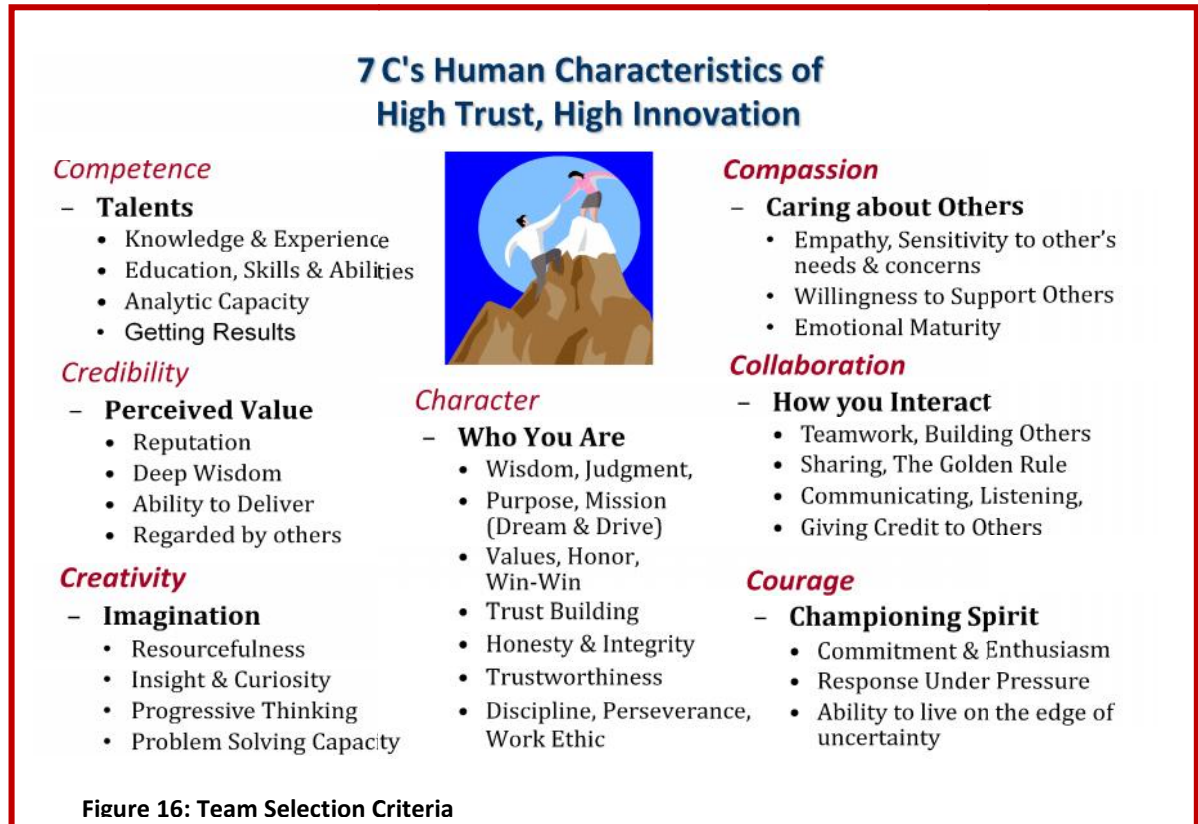 7 C's Human Characteristics of
High Trust, High Innovation
Competence
– Talents
• Knowledge & Experience
• Education, Skills & Abilities
• Analytic Capacity
• Getting Results
Credibility
– Perceived Value
• Reputation
• Deep Wisdom
• Ability to Deliver
• Regarded by others
Creativity
– Imagination
• Resourcefulness
• Insight & Curiosity
• Progressive Thinking
• Problem Solving Capacity
Character
– Who You Are
• Wisdom, Judgment,
• Purpose, Mission
(Dream & Drive)
• Values, Honor,
Win-Win
• Trust Building
• Honesty & Integrity
• Trustworthiness
• Discipline, Perseverance,
Work Ethic
Compassion
– Caring about Others
• Empathy, Sensitivity to other's
needs & concerns
• Willingness to Support Others
• Emotional Maturity
Collaboration
– How you Interact
• Teamwork, Building Others
• Sharing, The Golden Rule
• Communicating, Listening,
• Giving Credit to Others
Courage
– Championing Spirit
• Commitment & Enthusiasm
• Response Under Pressure
• Ability to live on the edge of
uncertainty
Figure 16: Team Selection Criteria